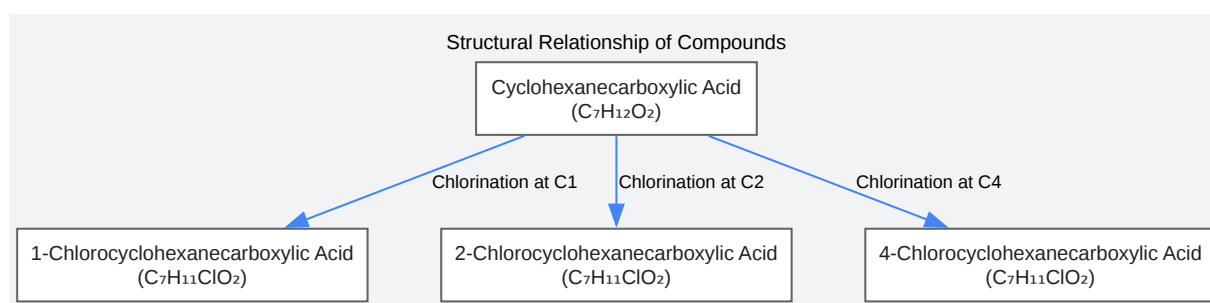 Structural Relationship of Compounds
Cyclohexanecarboxylic Acid
(C₇H₁₂O₂)
Chlorination at C1
Chlorination at C2
Chlorination at C4
1-Chlorocyclohexanecarboxylic Acid
(C₇H₁₁ClO₂)
2-Chlorocyclohexanecarboxylic Acid
(C₇H₁₁ClO₂)
4-Chlorocyclohexanecarboxylic Acid
(C₇H₁₁ClO₂)